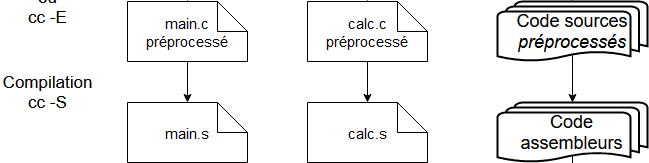 ou
cc -E
main.c
préprocessé
calc.c
préprocessé
Code sources
préprocessés
Compilation
cc -S
main.s
calc.s
Code
assembleurs